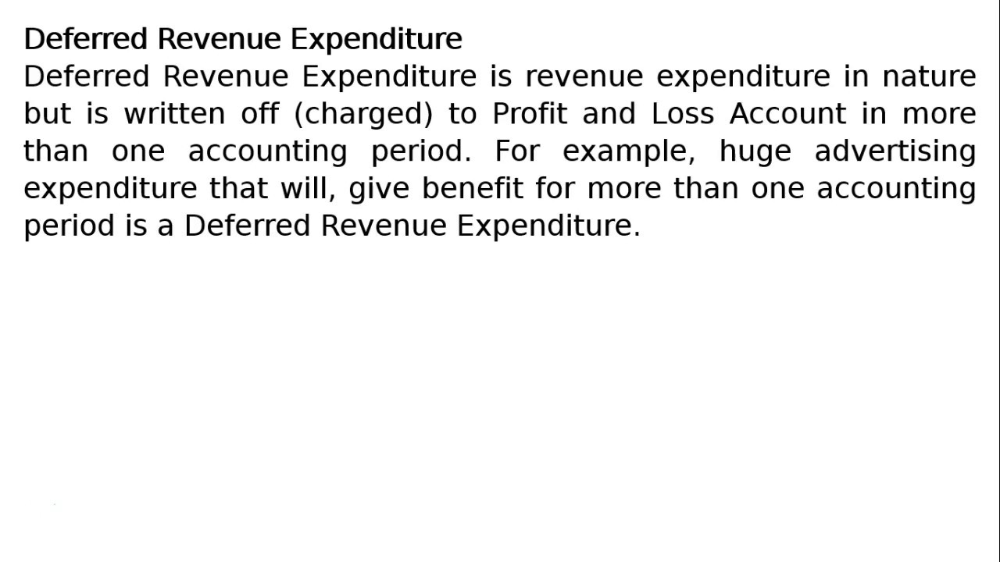 Deferred Revenue Expenditure
Deferred Revenue Expenditure is revenue expenditure in nature
but is written off (charged) to Profit and Loss Account in more
than one accounting period. For example, huge advertising
expenditure that will, give benefit for more than one accounting
period is a Deferred Revenue Expenditure.